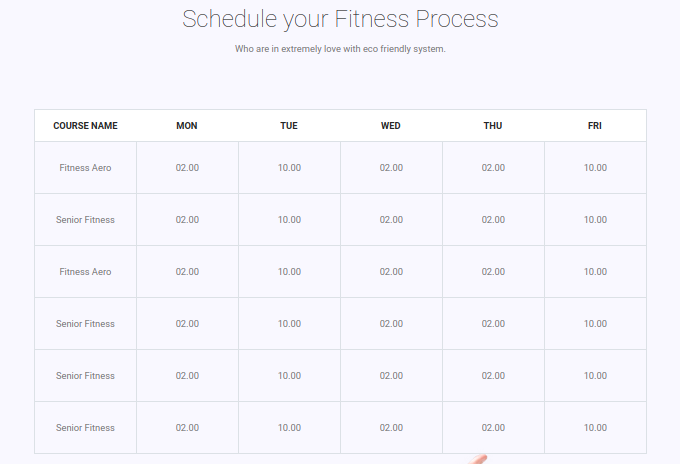 Schedule your Fitness Process
Who are in extremely love with eco friendly system.
COURSE NAME MON TUE WED THU FRI
Fitness Aero 02.00 10.00 02.00 02.00 10.00
Senior Fitness 02.00 10.00 02.00 02.00 10.00
Fitness Aero 02.00 10.00 02.00 02.00 10.00
Senior Fitness 02.00 10.00 02.00 02.00 10.00
Senior Fitness 02.00 10.00 02.00 02.00 10.00
Senior Fitness 02.00 10.00 02.00 02.00 10.00